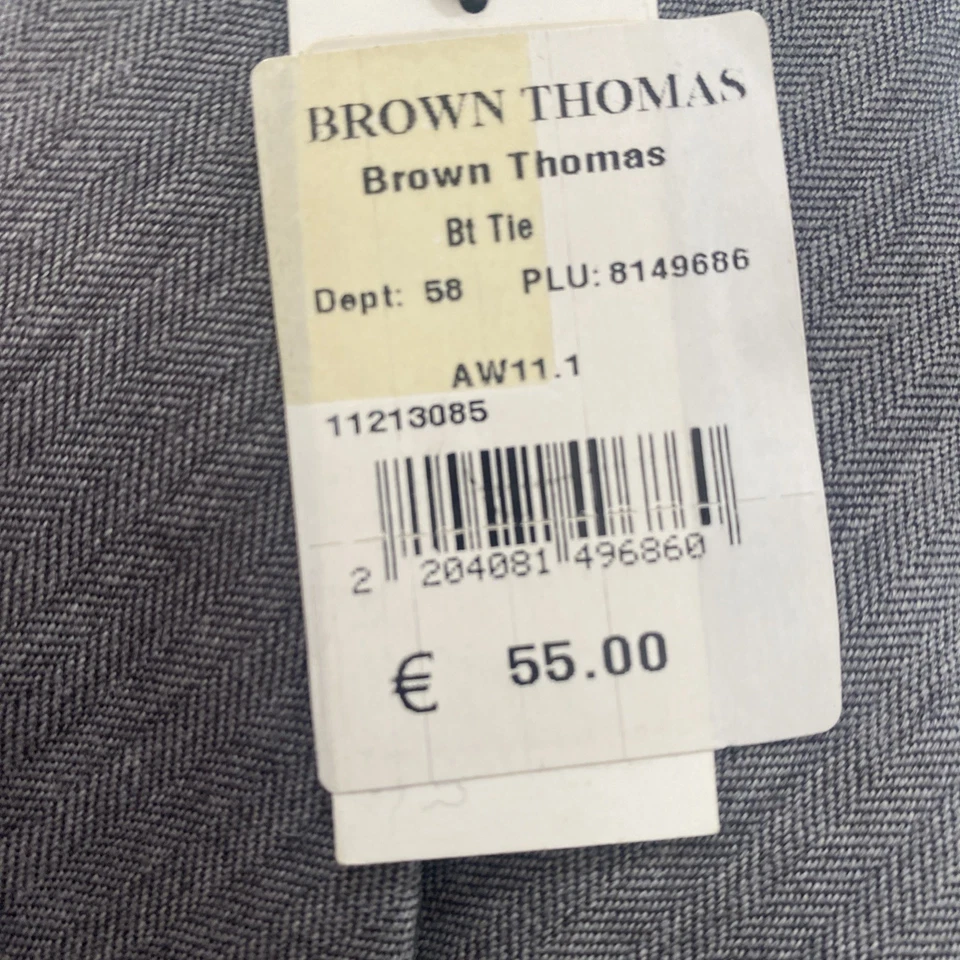 BROWN THOMAS
Brown Thomas
Bt Tie
Dept: 58 PLU: 8149686
AW11.1
11213085
2 204081 496860
€ 55.00